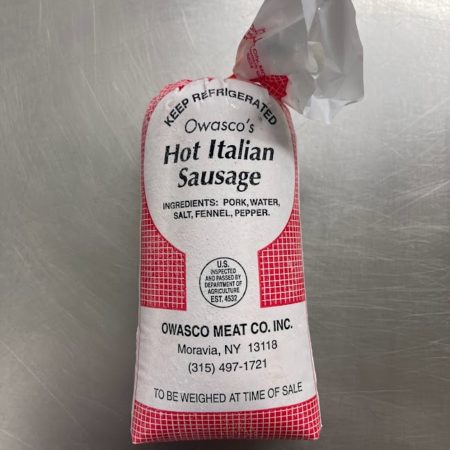 KEEP REFRIGERATED
Owasco's
Hot Italian
Sausage
INGREDIENTS: PORK, WATER,
SALT, FENNEL, PEPPER.
U.S.
INSPECTED
AND PASSED BY
DEPARTMENT OF
AGRICULTURE
EST. 4532
OWASCO MEAT CO. INC.
Moravia, NY 13118
(315) 497-1721
TO BE WEIGHED AT TIME OF SALE